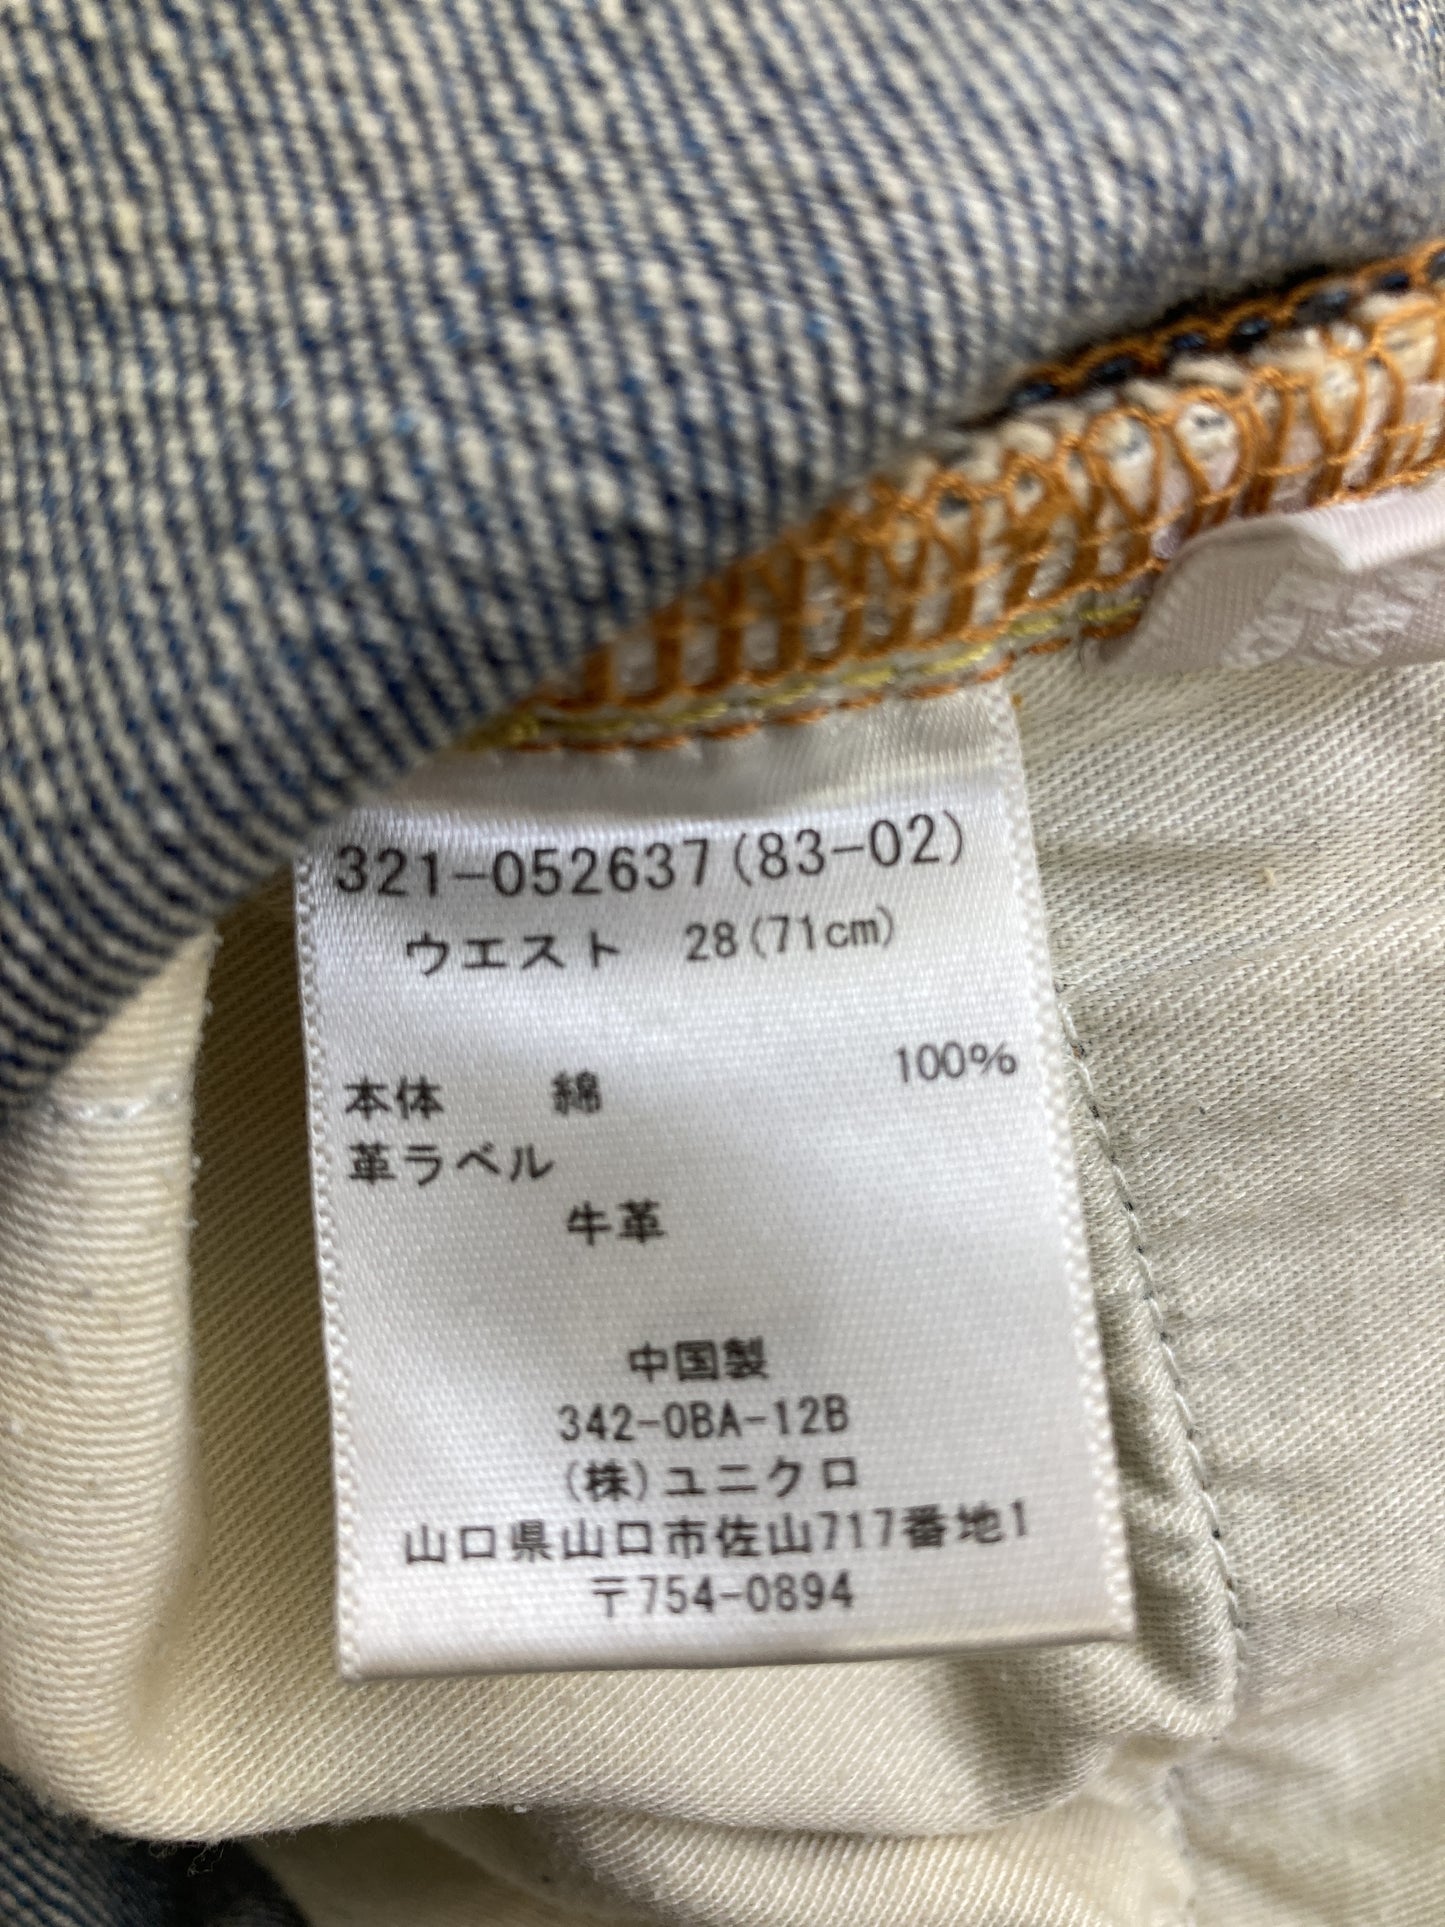 321-052637(83-02)
ウエスト 28(71cm)
本体 綿 100%
革ラベル
牛革
中国製
342-0BA-12B
(株)ユニクロ
山口県山口市佐山717番地1
〒754-0894